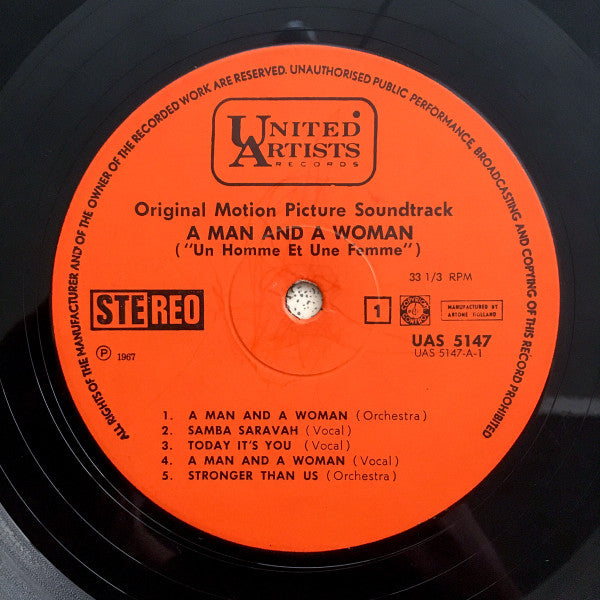 ALL RIGHTS OF THE MANUFACTURER AND OF THE OWNER OF THE RECORDED WORK ARE RESERVED. UNAUTHORISED PUBLIC PERFORMANCE, BROADCASTING AND COPYING OF THIS RECORD PROHIBITED
UNITED
ARTISTS
RECORDS
Original Motion Picture Soundtrack
A MAN AND A WOMAN
("Un Homme Et Une Femme")
33 1/3 RPM
STEREO
1
MANUFACTURED BY
ARTONE HOLLAND
UAS 5147
UAS 5147-A-1
Ⓟ 1967
1. A MAN AND A WOMAN (Orchestra)
2. SAMBA SARAVAH (Vocal)
3. TODAY IT'S YOU (Vocal)
4. A MAN AND A WOMAN (Vocal)
5. STRONGER THAN US (Orchestra)